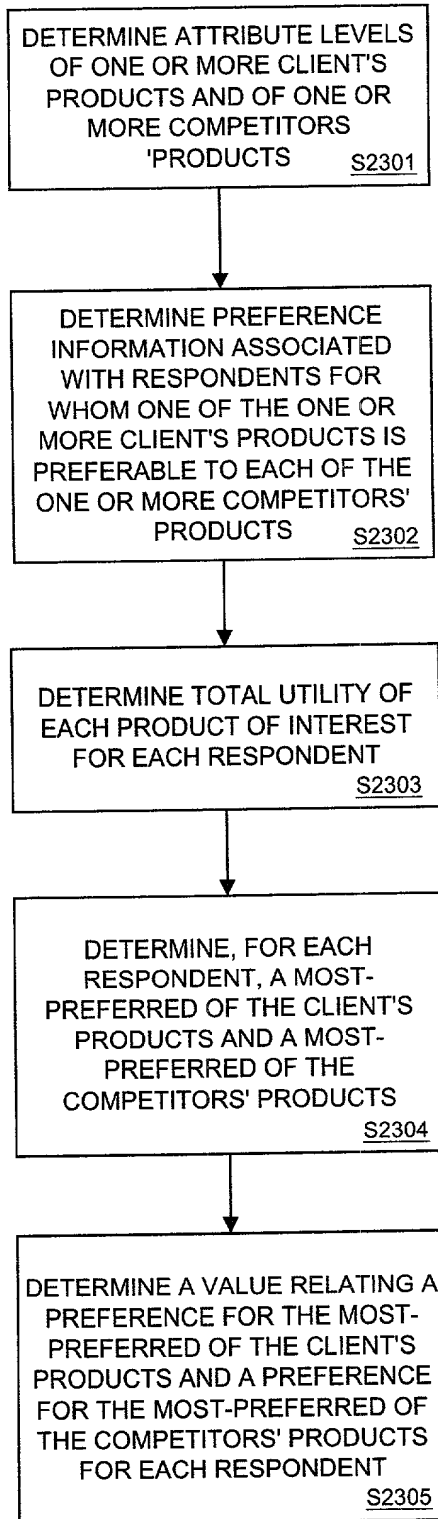 DETERMINE ATTRIBUTE LEVELS
OF ONE OR MORE CLIENT'S
PRODUCTS AND OF ONE OR
MORE COMPETITORS
'PRODUCTS
S2301
DETERMINE PREFERENCE
INFORMATION ASSOCIATED
WITH RESPONDENTS FOR
WHOM ONE OF THE ONE OR
MORE CLIENT'S PRODUCTS IS
PREFERABLE TO EACH OF THE
ONE OR MORE COMPETITORS'
PRODUCTS
S2302
DETERMINE TOTAL UTILITY OF
EACH PRODUCT OF INTEREST
FOR EACH RESPONDENT
S2303
DETERMINE, FOR EACH
RESPONDENT, A MOST-
PREFERRED OF THE CLIENT'S
PRODUCTS AND A MOST-
PREFERRED OF THE
COMPETITORS' PRODUCTS
S2304
DETERMINE A VALUE RELATING A
PREFERENCE FOR THE MOST-
PREFERRED OF THE CLIENT'S
PRODUCTS AND A PREFERENCE
FOR THE MOST-PREFERRED OF
THE COMPETITORS' PRODUCTS
FOR EACH RESPONDENT
S2305